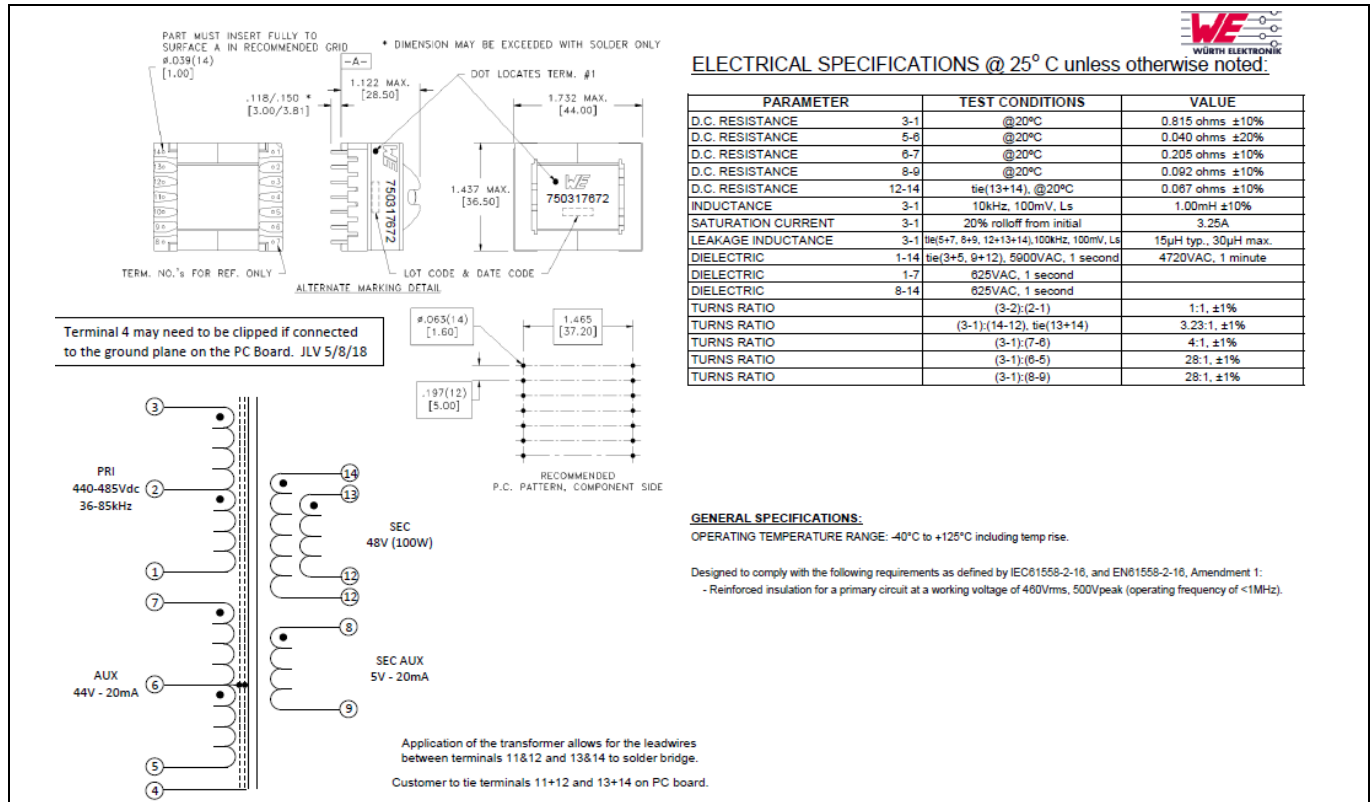 PART MUST INSERT FULLY TO
SURFACE A IN RECOMMENDED GRID
ø.039(14)
[1.00]
* DIMENSION MAY BE EXCEEDED WITH SOLDER ONLY
-A-
DOT LOCATES TERM. #1
1.122 MAX.
[28.50]
.118/.150 *
[3.00/3.81]
1.732 MAX.
[44.00]
1.437 MAX.
[36.50]
14
13
12
11
10
9
8
1
2
3
4
5
6
7
WE
750317672
WE
750317672
TERM. NO.'s FOR REF. ONLY
LOT CODE & DATE CODE
ALTERNATE MARKING DETAIL
WE
WÜRTH ELEKTRONIK
ELECTRICAL SPECIFICATIONS @ 25° C unless otherwise noted:
PARAMETER TEST CONDITIONS VALUE
D.C. RESISTANCE 3-1 @20ºC 0.815 ohms ±10%
D.C. RESISTANCE 5-6 @20ºC 0.040 ohms ±20%
D.C. RESISTANCE 6-7 @20ºC 0.205 ohms ±10%
D.C. RESISTANCE 8-9 @20ºC 0.092 ohms ±10%
D.C. RESISTANCE 12-14 tie(13+14), @20ºC 0.067 ohms ±10%
INDUCTANCE 3-1 10kHz, 100mV, Ls 1.00mH ±10%
SATURATION CURRENT 3-1 20% rolloff from initial 3.25A
LEAKAGE INDUCTANCE 3-1 tie(5+7, 8+9, 12+13+14),100kHz, 100mV, Ls 15µH typ., 30µH max.
DIELECTRIC 1-14 tie(3+5, 9+12), 5900VAC, 1 second 4720VAC, 1 minute
DIELECTRIC 1-7 625VAC, 1 second
DIELECTRIC 8-14 625VAC, 1 second
TURNS RATIO (3-2):(2-1) 1:1, ±1%
TURNS RATIO (3-1):(14-12), tie(13+14) 3.23:1, ±1%
TURNS RATIO (3-1):(7-6) 4:1, ±1%
TURNS RATIO (3-1):(6-5) 28:1, ±1%
TURNS RATIO (3-1):(8-9) 28:1, ±1%
Terminal 4 may need to be clipped if connected
to the ground plane on the PC Board. JLV 5/8/18
ø.063(14)
[1.60]
1.465
[37.20]
.197(12)
[5.00]
RECOMMENDED
P.C. PATTERN, COMPONENT SIDE
3
PRI
440-485Vdc
36-85kHz
2
1
7
AUX
44V - 20mA
6
5
4
14
13
SEC
48V (100W)
12
12
8
SEC AUX
5V - 20mA
9
Application of the transformer allows for the leadwires
between terminals 11&12 and 13&14 to solder bridge.
Customer to tie terminals 11+12 and 13+14 on PC board.
GENERAL SPECIFICATIONS:
OPERATING TEMPERATURE RANGE: -40°C to +125°C including temp rise.
Designed to comply with the following requirements as defined by IEC61558-2-16, and EN61558-2-16, Amendment 1:
- Reinforced insulation for a primary circuit at a working voltage of 460Vrms, 500Vpeak (operating frequency of <1MHz).